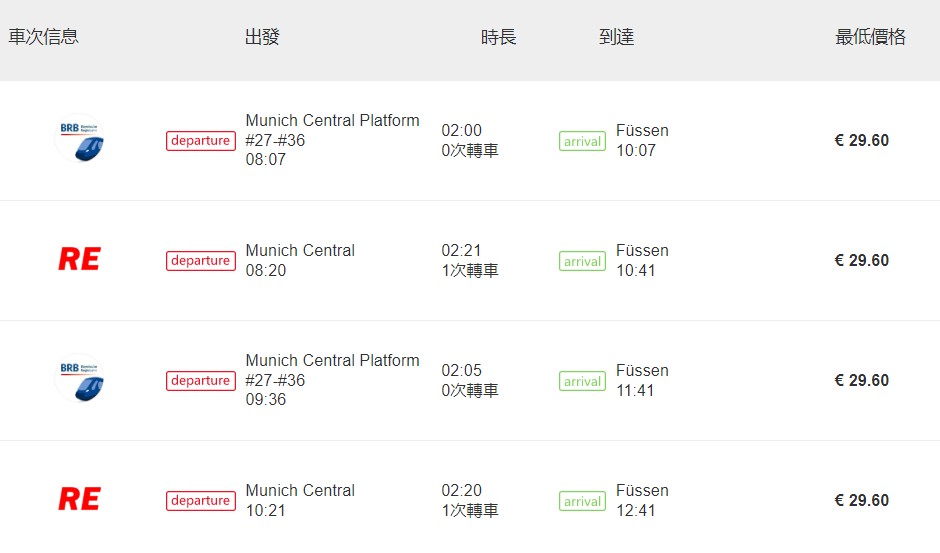 車次信息 出發 時長 到達 最低價格
BRB
departure
Munich Central Platform
#27-#36
08:07
02:00
0次轉車
arrival
Füssen
10:07
€ 29.60
RE
departure
Munich Central
08:20
02:21
1次轉車
arrival
Füssen
10:41
€ 29.60
BRB
departure
Munich Central Platform
#27-#36
09:36
02:05
0次轉車
arrival
Füssen
11:41
€ 29.60
RE
departure
Munich Central
10:21
02:20
1次轉車
arrival
Füssen
12:41
€ 29.60